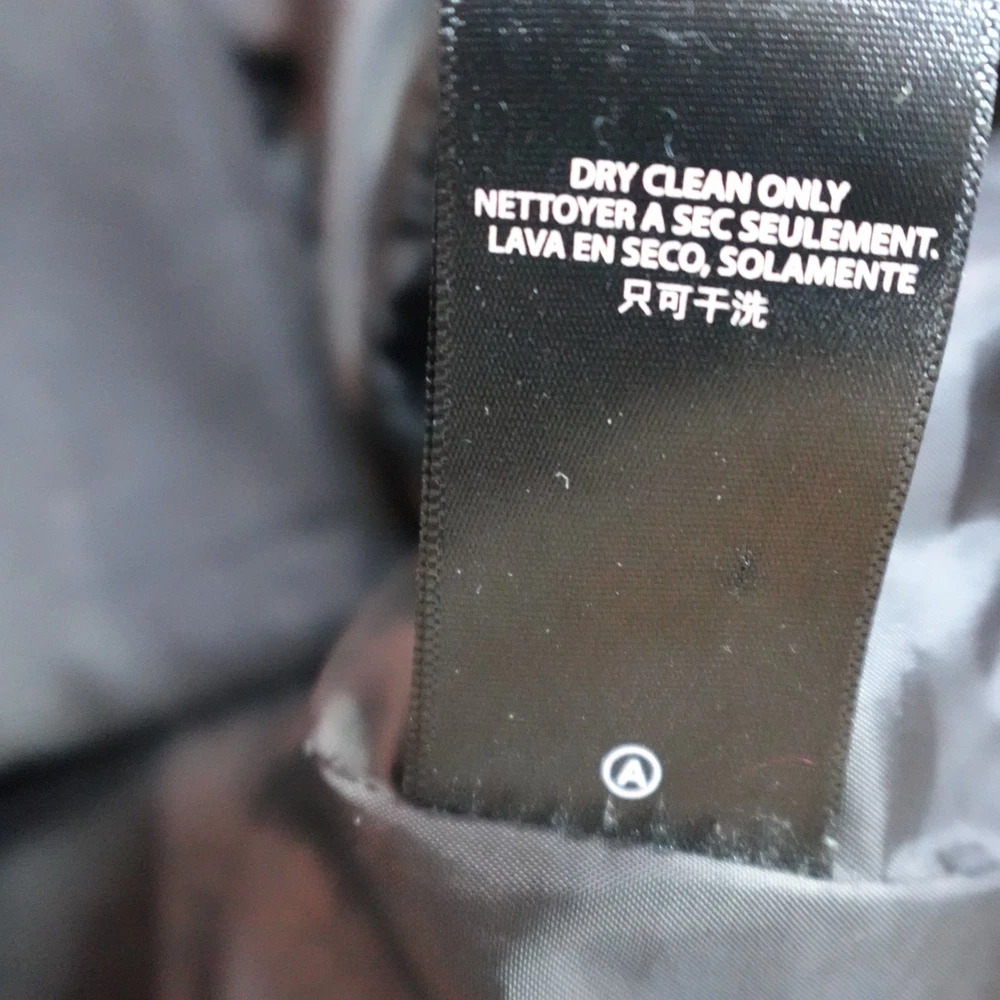 DRY CLEAN ONLY
NETTOYER A SEC SEULEMENT.
LAVA EN SECO, SOLAMENTE
只可干洗
A